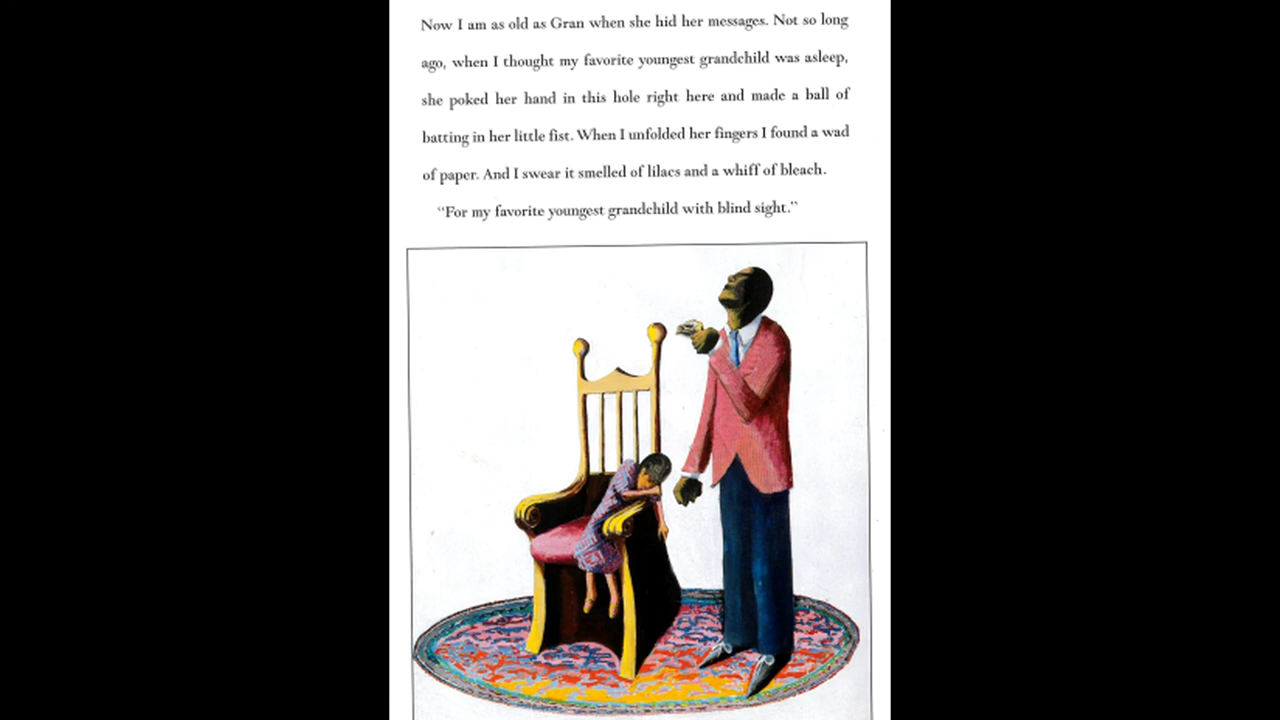 Now I am as old as Gran when she hid her messages. Not so long
ago, when I thought my favorite youngest grandchild was asleep,
she poked her hand in this hole right here and made a ball of
batting in her little fist. When I unfolded her fingers I found a wad
of paper. And I swear it smelled of lilacs and a whiff of bleach.
“For my favorite youngest grandchild with blind sight.”